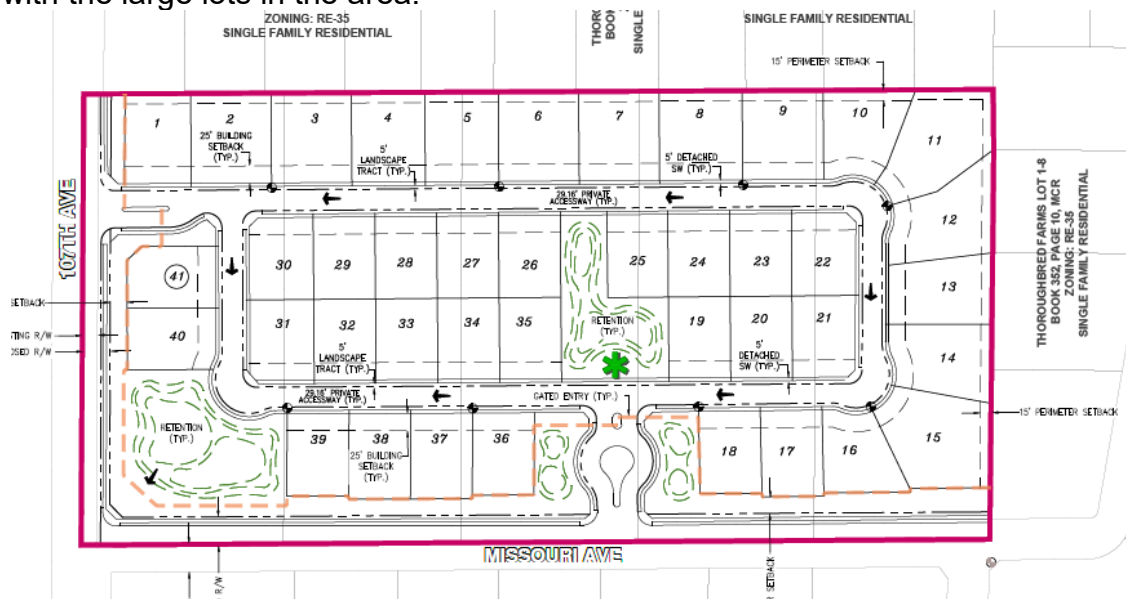 with the large lots in the area.
ZONING: RE-35
SINGLE FAMILY RESIDENTIAL
BOOK
SINGLE
SINGLE FAMILY RESIDENTIAL
15' PERIMETER SETBACK
1
2
3
4
5
6
7
8
9
10
11
25' BUILDING
SETBACK
(TYP.)
5'
LANDSCAPE
TRACT (TYP.)
5' DETACHED
SW (TYP.)
29.16' PRIVATE
ACCESSWAY (TYP.)
107TH AVE
THOROUGHBRED FARMS LOT 1-8
BOOK 352, PAGE 10, MCR
ZONING: RE-35
SINGLE FAMILY RESIDENTIAL
12
41
30
29
28
27
26
25
24
23
22
13
SETBACK
R/W
R/W
40
31
32
33
34
35
RETENTION
(TYP.)
19
20
21
14
5'
LANDSCAPE
TRACT (TYP.)
5'
DETACHED
SW (TYP.)
29.16' PRIVATE
ACCESSWAY (TYP.)
GATED ENTRY (TYP.)
15' PERIMETER SETBACK
RETENTION
(TYP.)
39
38
37
36
18
17
16
15
25' BUILDING
SETBACK
(TYP.)
MISSOURI AVE
R/W
SETBACK